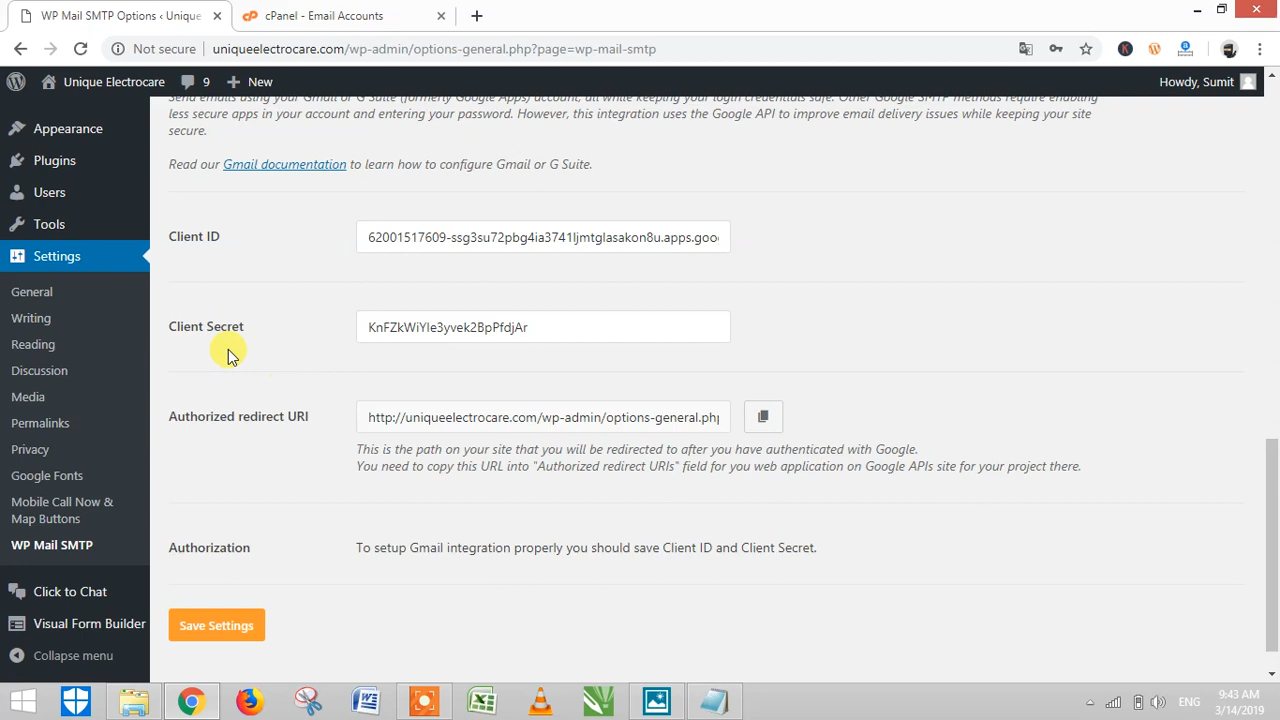 WP Mail SMTP Options ‹ Unique
cPanel - Email Accounts
Not secure
uniqueelectrocare.com/wp-admin/options-general.php?page=wp-mail-smtp
Unique Electrocare
9
New
Howdy, Sumit
Appearance
Plugins
Users
Tools
Settings
General
Writing
Reading
Discussion
Media
Permalinks
Privacy
Google Fonts
Mobile Call Now &
Map Buttons
WP Mail SMTP
Click to Chat
Visual Form Builder
Collapse menu
Send emails using your Gmail or G Suite (formerly Google Apps) account, all while keeping your login credentials safe. Other Google SMTP methods require enabling
less secure apps in your account and entering your password. However, this integration uses the Google API to improve email delivery issues while keeping your site
secure.
Read our Gmail documentation to learn how to configure Gmail or G Suite.
Client ID
62001517609-ssg3su72pbg4ia3741ljmtglasakon8u.apps.goo
Client Secret
KnFZkWiYle3yvek2BpPfdjAr
Authorized redirect URI
http://uniqueelectrocare.com/wp-admin/options-general.php
This is the path on your site that you will be redirected to after you have authenticated with Google.
You need to copy this URL into "Authorized redirect URIs" field for you web application on Google APIs site for your project there.
Authorization
To setup Gmail integration properly you should save Client ID and Client Secret.
Save Settings
ENG
9:43 AM
3/14/2019